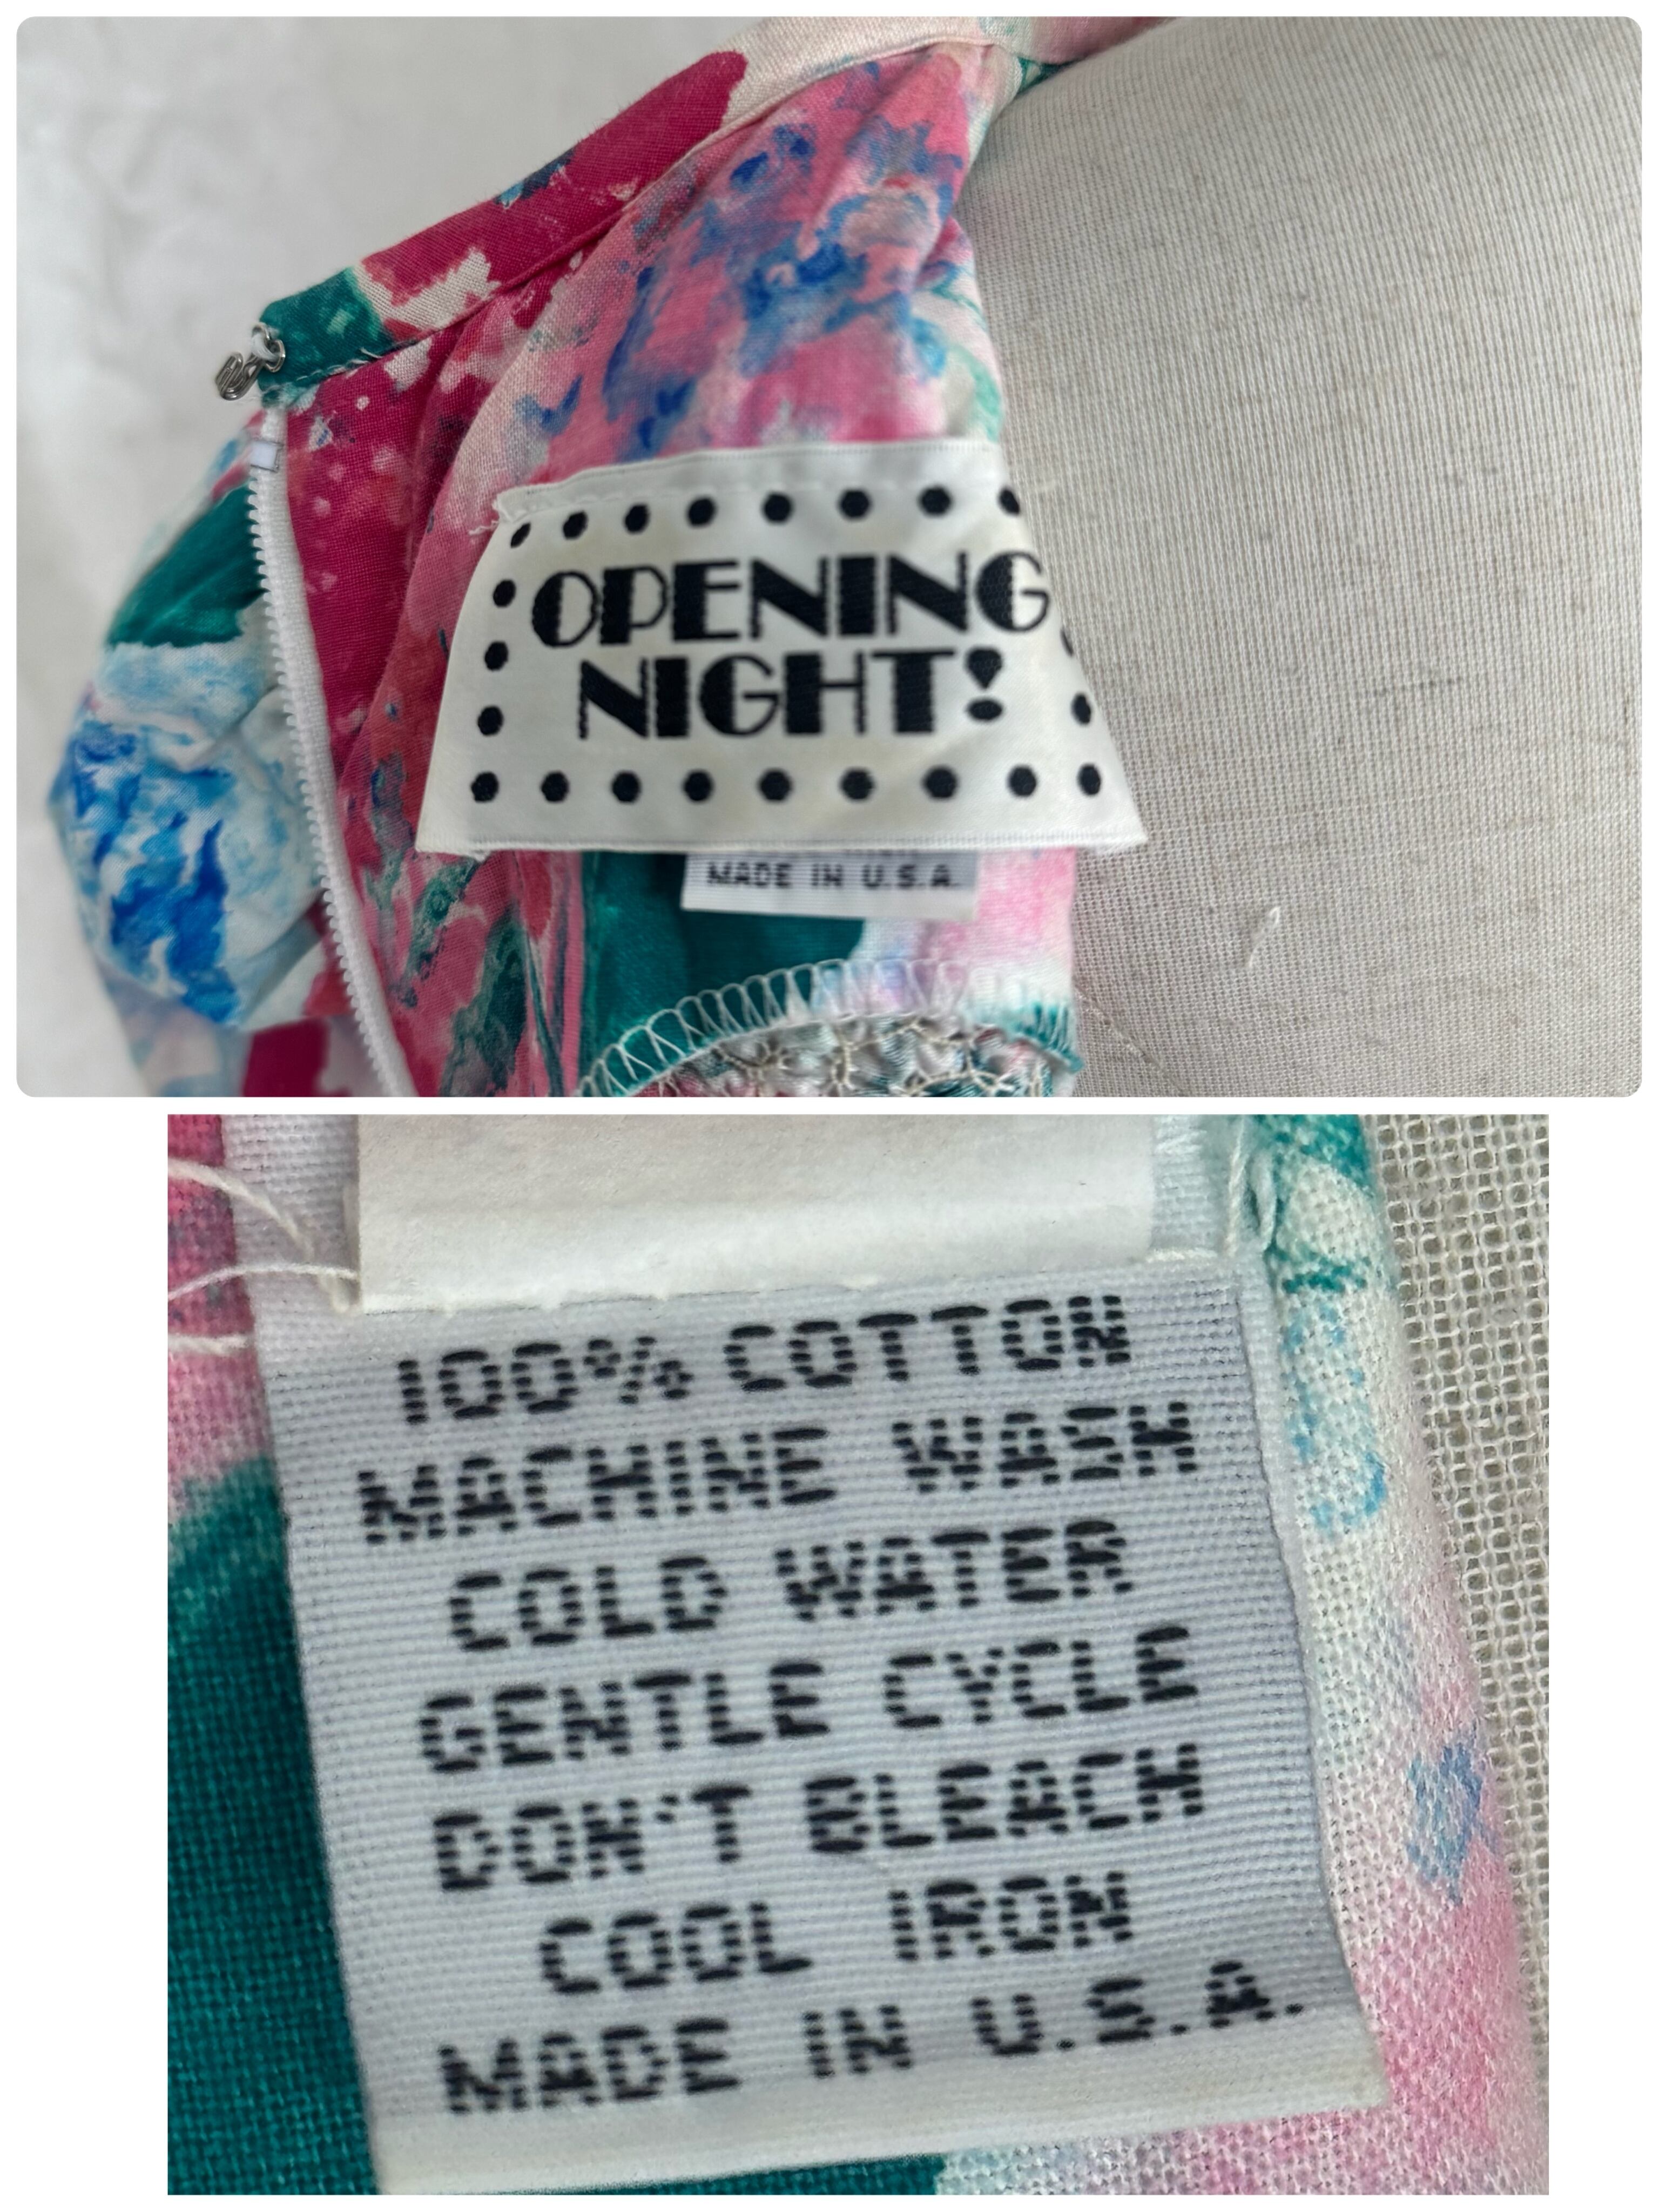 OPENING
NIGHT!
MADE IN U.S.A.
100% COTTON
MACHINE WASH
COLD WATER
GENTLE CYCLE
DON'T BLEACH
COOL IRON
MADE IN U.S.A.